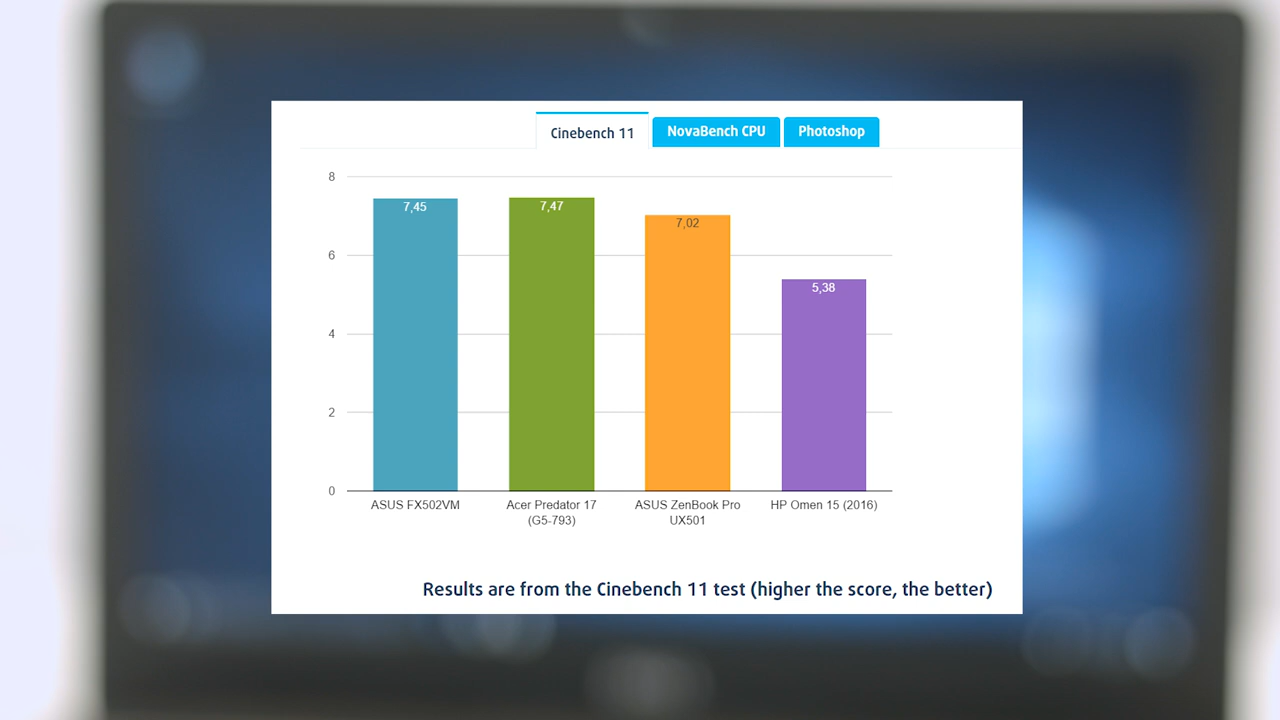 Cinebench 11
NovaBench CPU
Photoshop
8
6
4
2
0
7,45
7,47
7,02
5,38
ASUS FX502VM
Acer Predator 17
(G5-793)
ASUS ZenBook Pro
UX501
HP Omen 15 (2016)
Results are from the Cinebench 11 test (higher the score, the better)